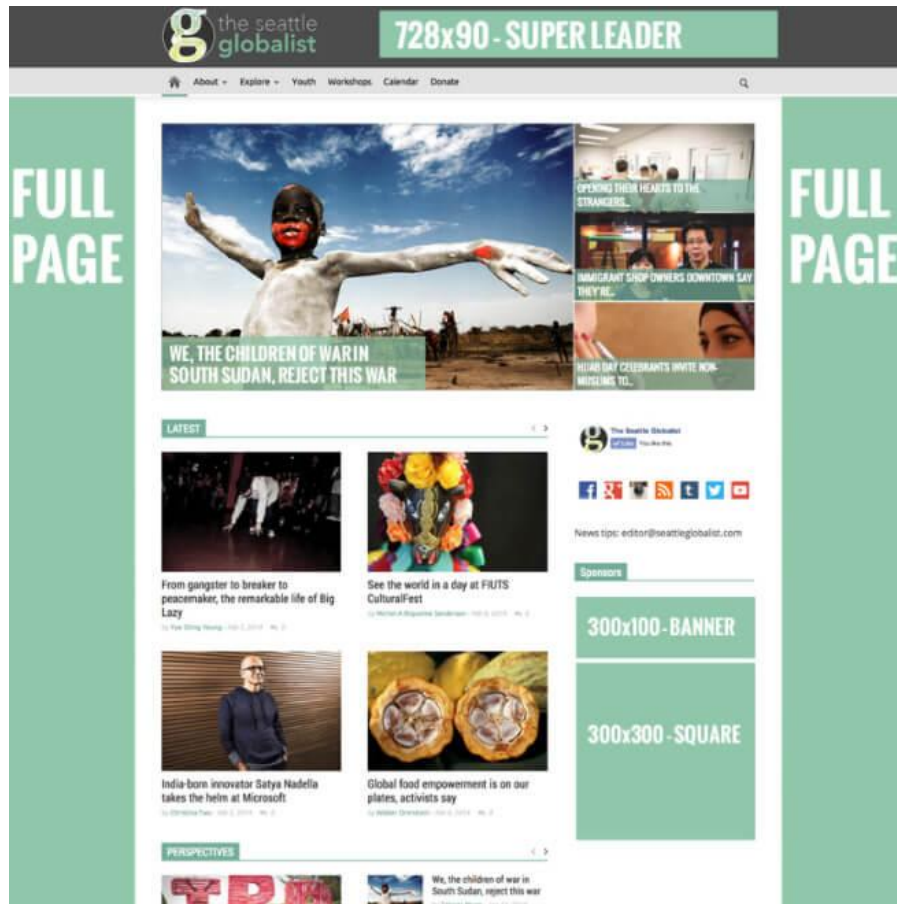 the seattle
globalist
728x90 - SUPER LEADER
About Explore Youth Workshops Calendar Donate
FULL
PAGE
FULL
PAGE
WE, THE CHILDREN OF WAR IN
SOUTH SUDAN, REJECT THIS WAR
OPENING THEIR HEARTS TO THE
STRANGERS...
IMMIGRANT SHOP OWNERS DOWNTOWN SAY
THEY'RE...
HIJAB DAY CELEBRANTS INVITE NON-
MUSLIMS TO...
LATEST
From gangster to breaker to
peacemaker, the remarkable life of Big
Lazy
See the world in a day at FIUTS
CulturalFest
India-born innovator Satya Nadella
takes the helm at Microsoft
Global food empowerment is on our
plates, activists say
The Seattle Globalist
You like this.
News tips: editor@seattleglobalist.com
Sponsors
300x100 - BANNER
300x300 - SQUARE
PERSPECTIVES
We, the children of war in
South Sudan, reject this war